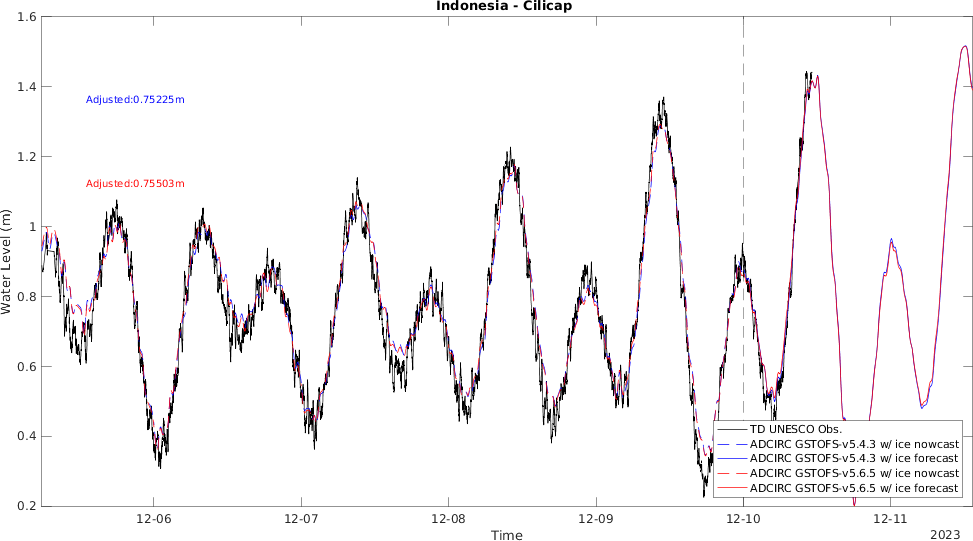 Indonesia - Cilicap
1.6
1.4
1.2
1
0.8
0.6
0.4
0.2
Water Level (m)
Adjusted:0.75225m
Adjusted:0.75503m
TD UNESCO Obs.
ADCIRC GSTOFS-v5.4.3 w/ ice nowcast
ADCIRC GSTOFS-v5.4.3 w/ ice forecast
ADCIRC GSTOFS-v5.6.5 w/ ice nowcast
ADCIRC GSTOFS-v5.6.5 w/ ice forecast
12-06 12-07 12-08 12-09 12-10 12-11
Time
2023